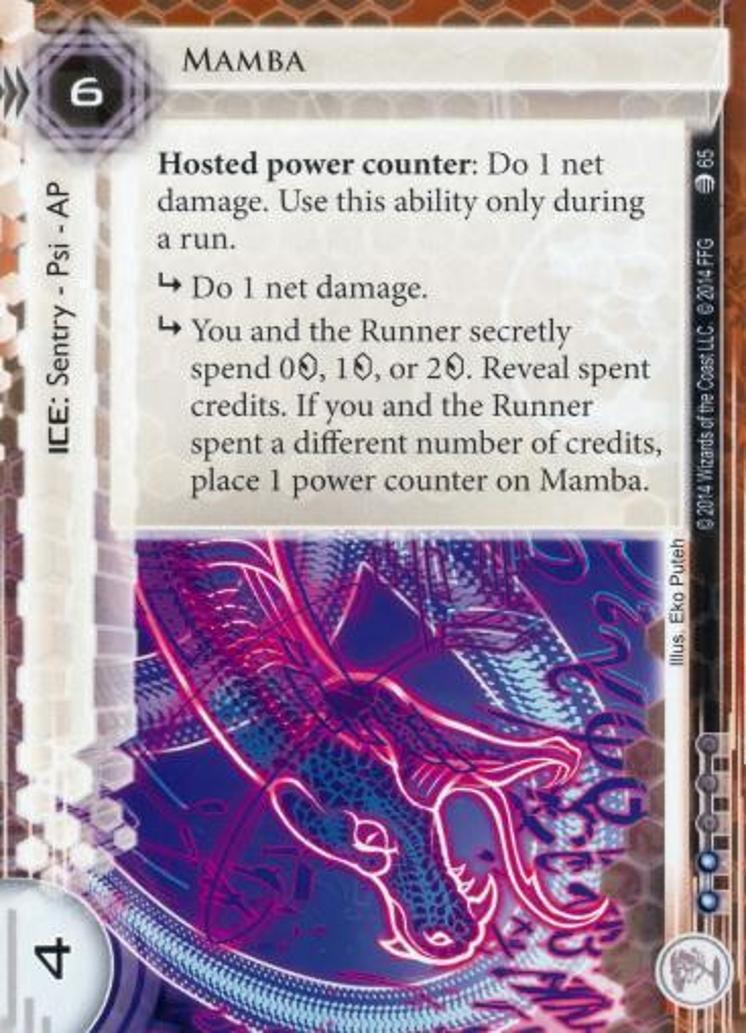 6
MAMBA
Hosted power counter: Do 1 net
damage. Use this ability only during
a run.
↳ Do 1 net damage.
↳ You and the Runner secretly
spend 0, 1, or 2. Reveal spent
credits. If you and the Runner
spent a different number of credits,
place 1 power counter on Mamba.
ICE: Sentry - Psi - AP
4
65
© 2014 Wizards of the Coast LLC. © 2014 FFG
Illus. Eko Puteh